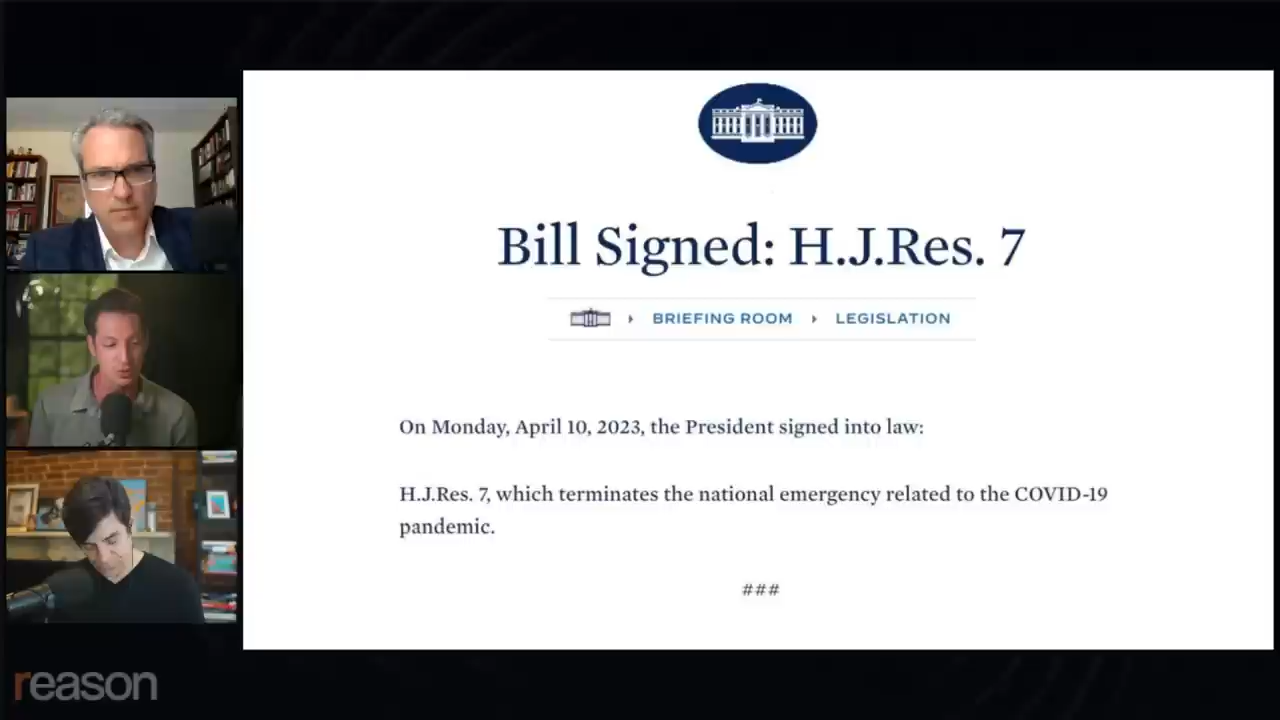 Bill Signed: H.J.Res. 7
BRIEFING ROOM
LEGISLATION
On Monday, April 10, 2023, the President signed into law:
H.J.Res. 7, which terminates the national emergency related to the COVID-19
pandemic.
###
reason